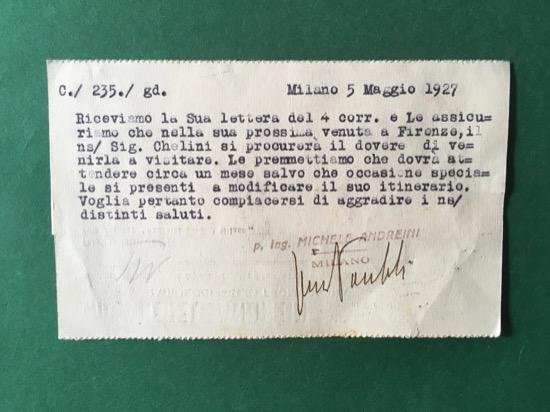 C./ 235./ gd. Milano 5 Maggio 1927
Riceviamo la Sua lettera del 4 corr. e Le assicu=
riamo che nella sua prossima venuta a Firenze,il
ns/ Sig. Chelini si procurerà il dovere di ve=
nirla a visitare. Le premmettiamo che dovrà at=
tendere circa un mese salvo che occasione specia=
le si presenti a modificare il suo itinerario.
Voglia pertanto compiacersi di aggradire i ns/
distinti saluti.
p. Ing. MICHELE ANDREINI
MILANO